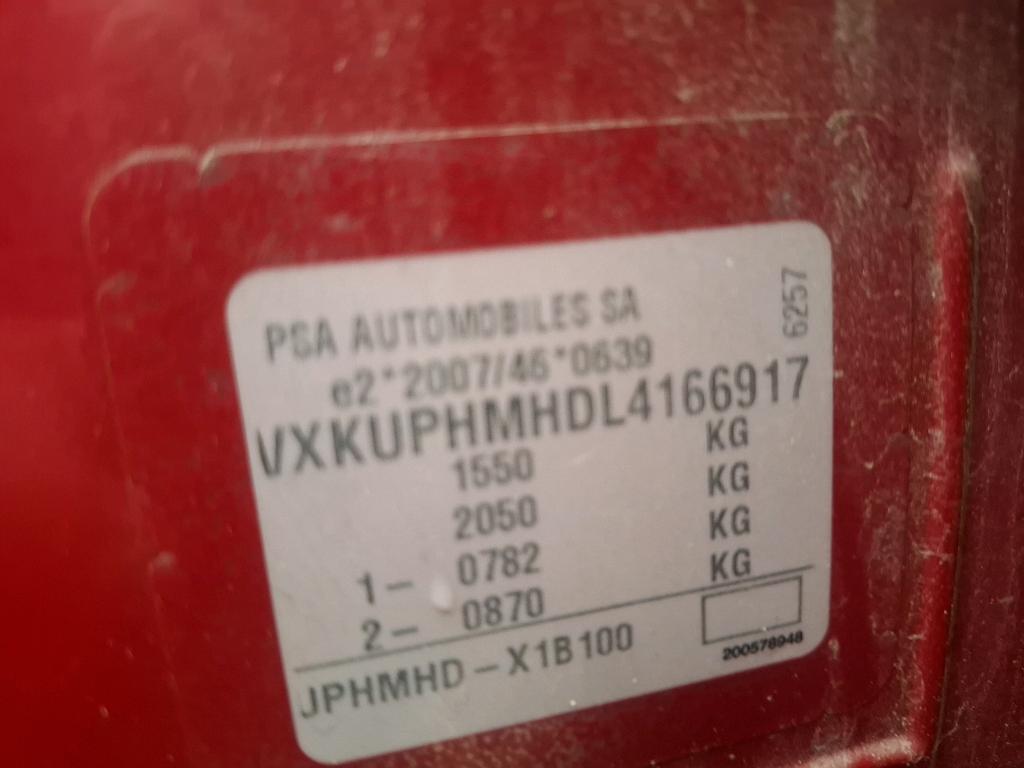 PSA AUTOMOBILES SA
6257
e2*2007/46*0639
VXKUPHMHDL4166917
1550 KG
2050 KG
1- 0782 KG
2- 0870 KG
JPHMHD-X1B100
200578948